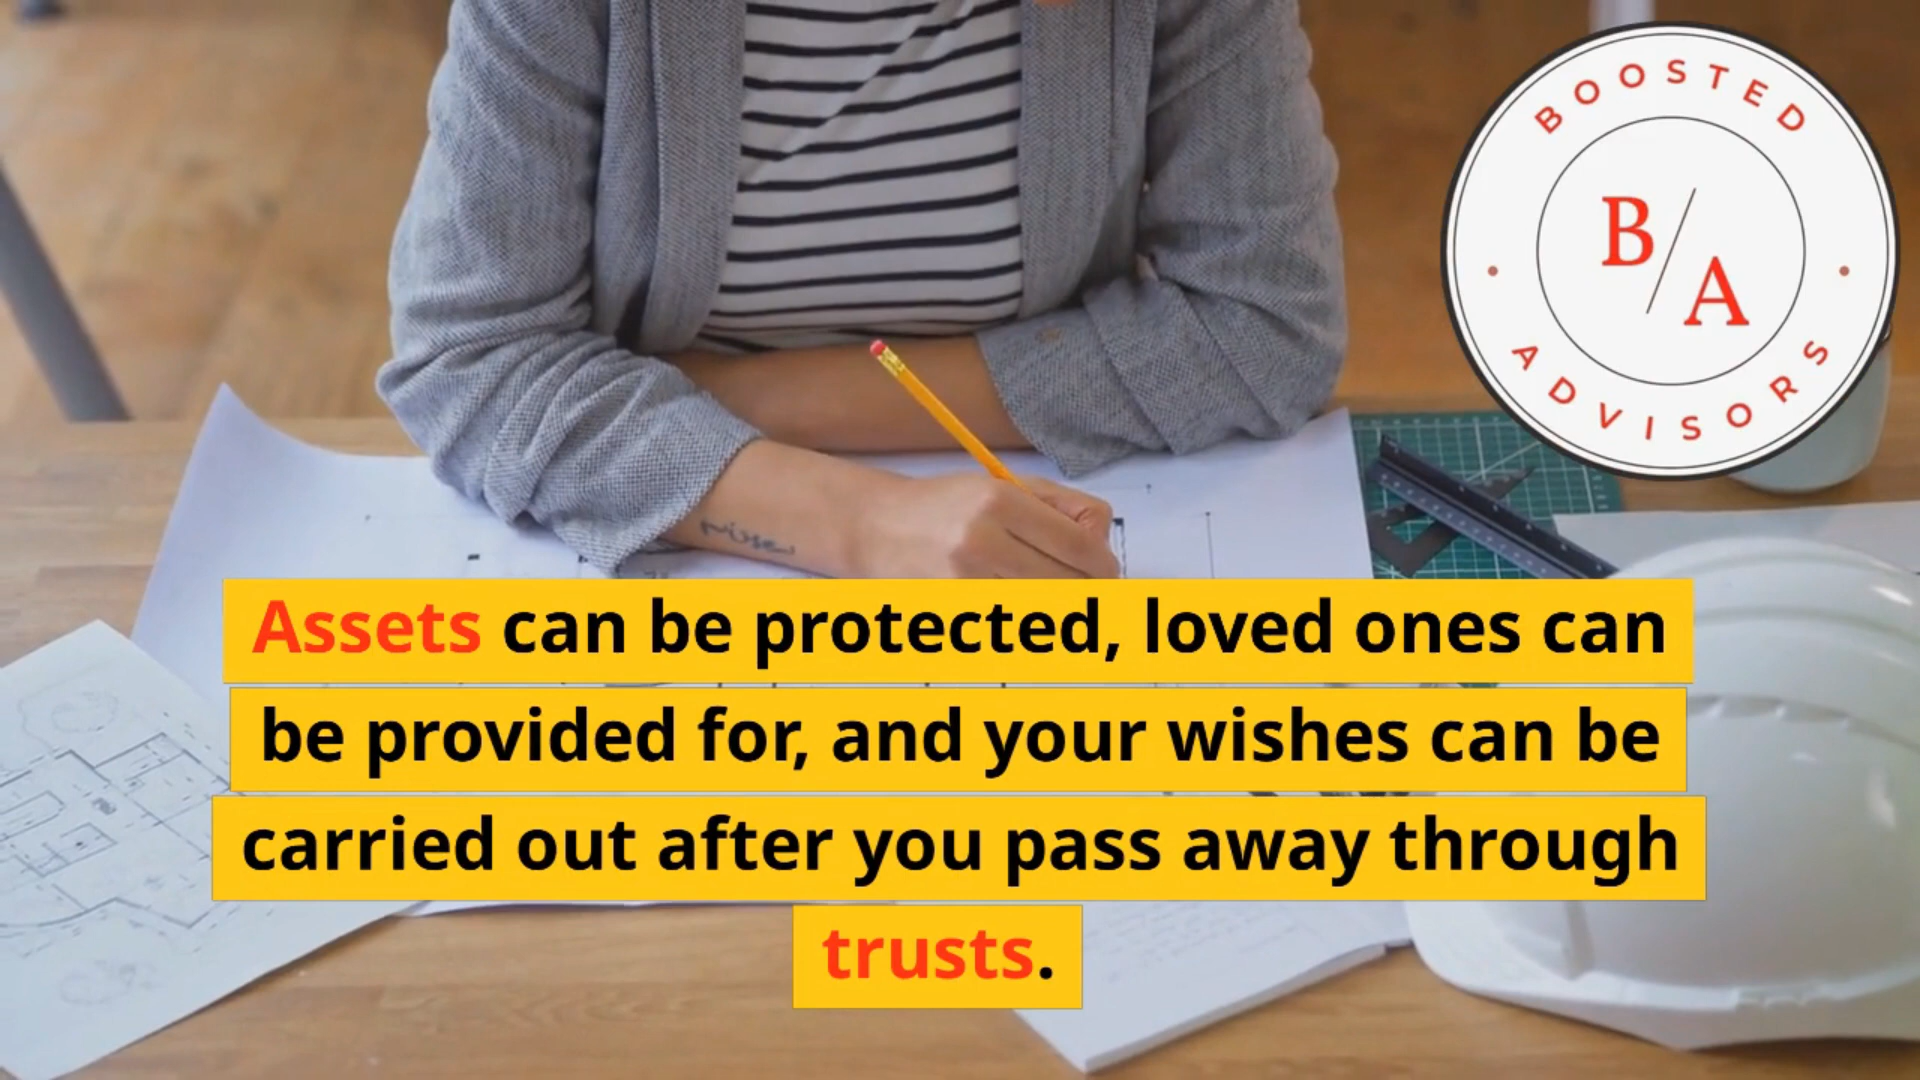 BOOSTED
B/A
ADVISORS
Assets can be protected, loved ones can
be provided for, and your wishes can be
carried out after you pass away through
trusts.